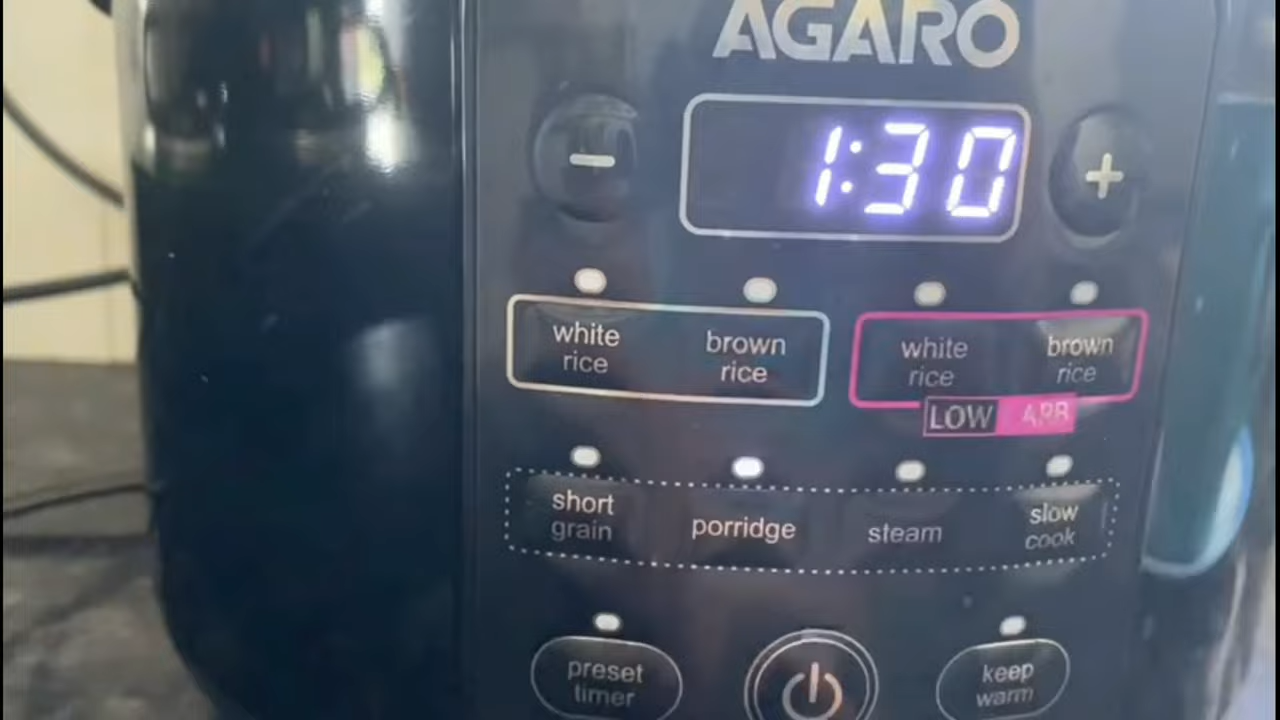 AGARO
- 1:30 +
white brown white brown
rice rice rice rice
LOW ARB
short porridge steam slow
grain cook
preset keep
timer warm